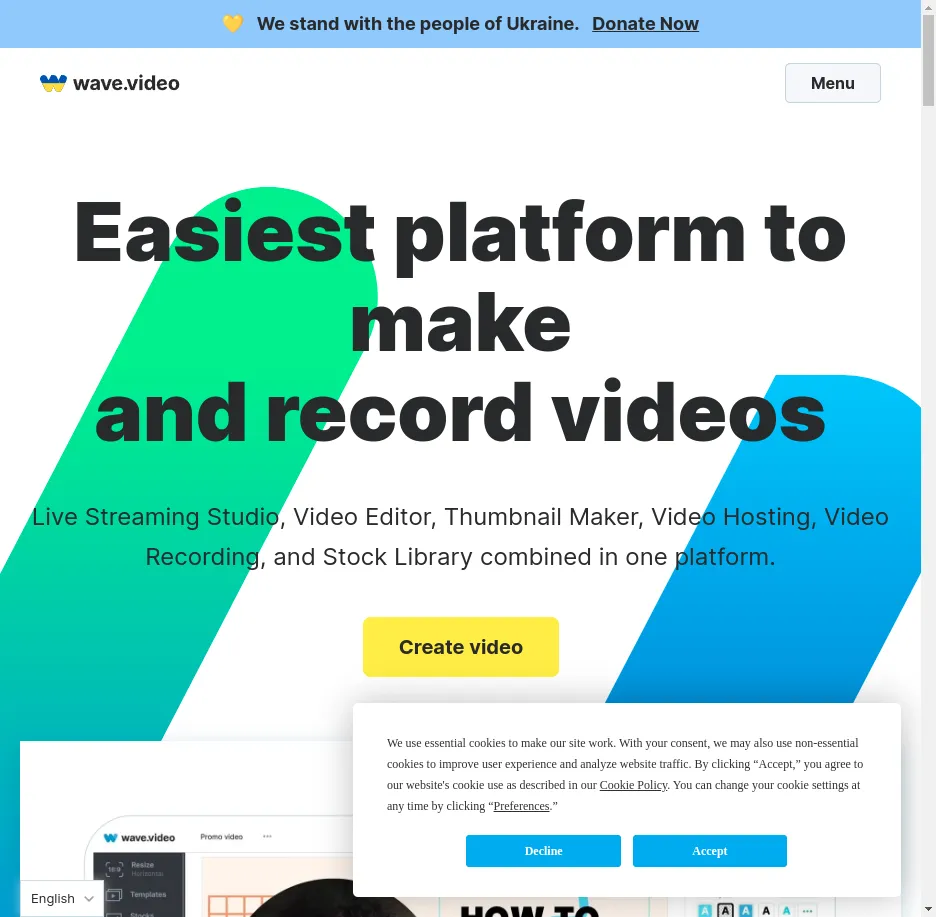 💛 We stand with the people of Ukraine. Donate Now
wave.video
Menu
Easiest platform to
make
and record videos
Live Streaming Studio, Video Editor, Thumbnail Maker, Video Hosting, Video
Recording, and Stock Library combined in one platform.
Create video
We use essential cookies to make our site work. With your consent, we may also use non-essential
cookies to improve user experience and analyze website traffic. By clicking “Accept,” you agree to
our website's cookie use as described in our Cookie Policy. You can change your cookie settings at
any time by clicking “Preferences.”
Decline
Accept
wave.video
Promo video
Resize
Horizontal
Templates
Stocks
English
HOW TO